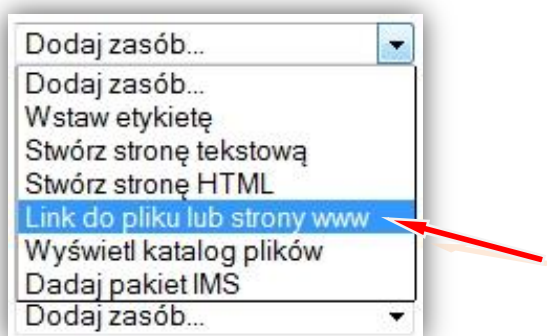 Dodaj zasób...
Dodaj zasób...
Wstaw etykietę
Stwórz stronę tekstową
Stwórz stronę HTML
Link do pliku lub strony www
Wyświetl katalog plików
Dadaj pakiet IMS
Dodaj zasób...